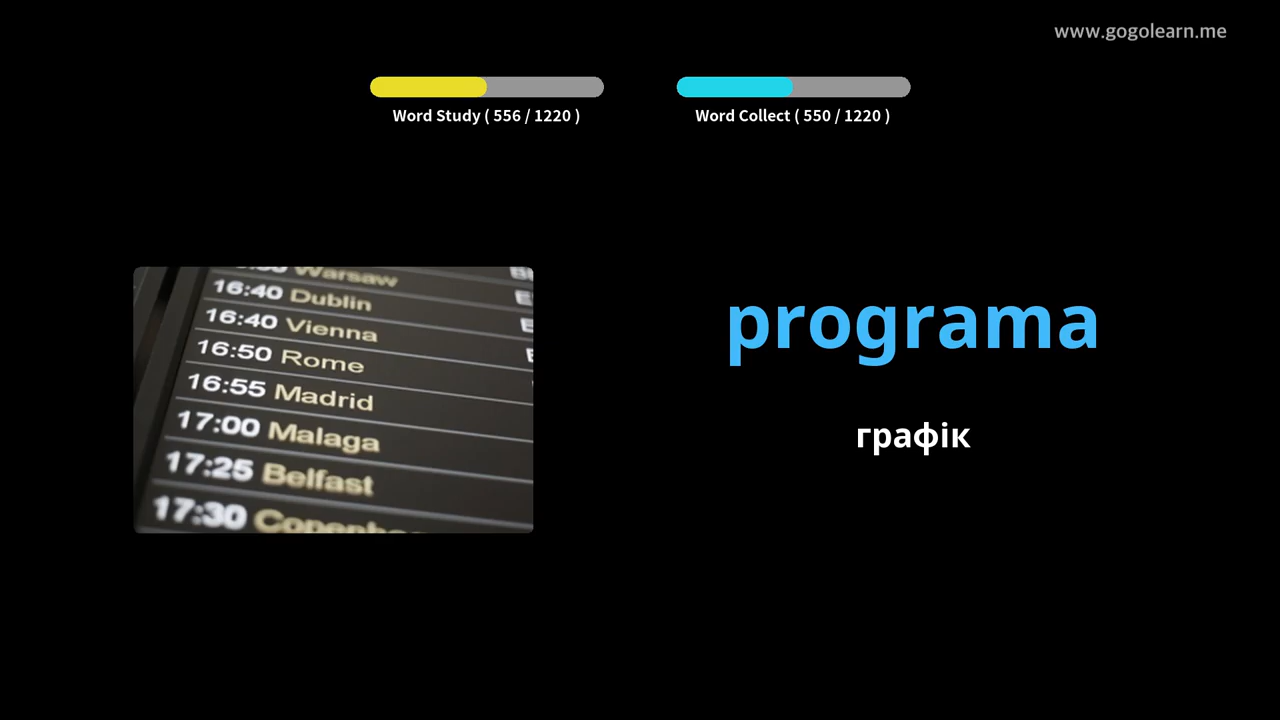 www.gogolearn.me
Word Study ( 556 / 1220 )
Word Collect ( 550 / 1220 )
Warsaw
16:40 Dublin
16:40 Vienna
16:50 Rome
16:55 Madrid
17:00 Malaga
17:25 Belfast
17:30
programa
графік